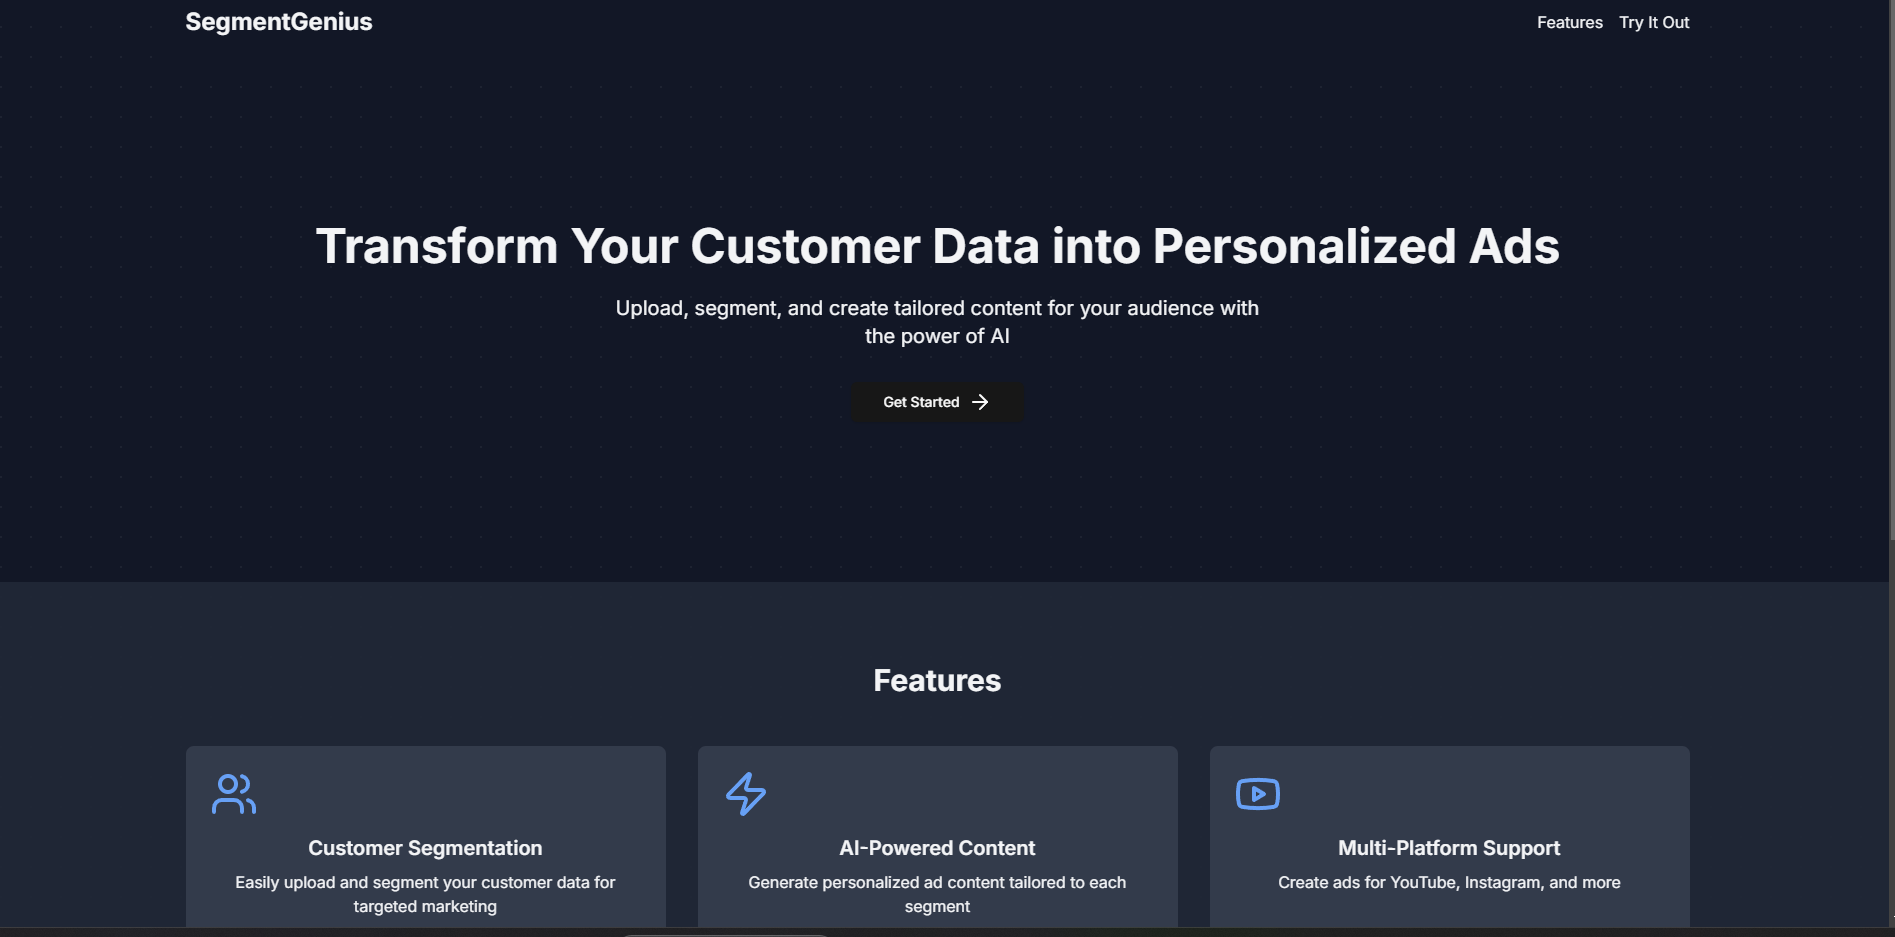 SegmentGenius
Features
Try It Out
Transform Your Customer Data into Personalized Ads
Upload, segment, and create tailored content for your audience with
the power of AI
Get Started
Features
Customer Segmentation
Easily upload and segment your customer data for
targeted marketing
AI-Powered Content
Generate personalized ad content tailored to each
segment
Multi-Platform Support
Create ads for YouTube, Instagram, and more